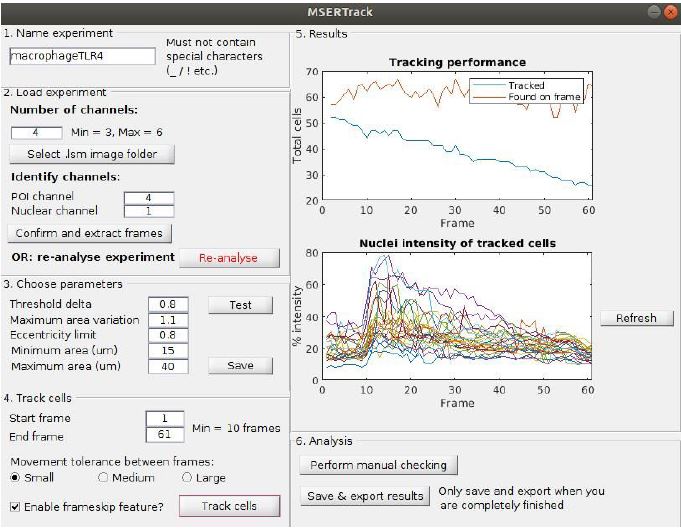 MSERTrack
1. Name experiment
macrophageTLR4
Must not contain
special characters
(_ / ! etc.)
2. Load experiment
Number of channels:
4 Min = 3, Max = 6
Select .lsm image folder
Identify channels:
POI channel 4
Nuclear channel 1
Confirm and extract frames
OR: re-analyse experiment Re-analyse
3. Choose parameters
Threshold delta 0.8 Test
Maximum area variation 1.1
Eccentricity limit 0.8
Minimum area (um) 15
Maximum area (um) 40 Save
4. Track cells
Start frame 1
End frame 61
Min = 10 frames
Movement tolerance between frames:
Small Medium Large
Enable frameskip feature? Track cells
5. Results
Tracking performance
Tracked
Found on frame
Total cells
70
60
50
40
30
20
0 10 20 30 40 50 60
Frame
Nuclei intensity of tracked cells
% intensity
80
60
40
20
0
0 10 20 30 40 50 60
Frame
Refresh
6. Analysis
Perform manual checking
Save & export results
Only save and export when you
are completely finished